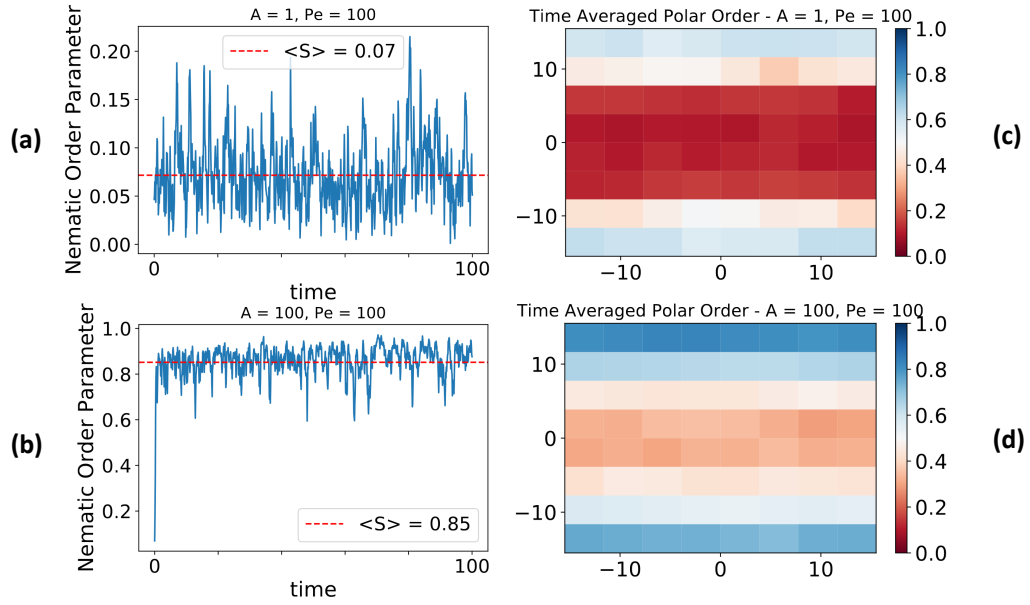 (a)
A = 1, Pe = 100
Nematic Order Parameter
0.20
0.15
0.10
0.05
0.00
<S> = 0.07
0
100
time
Time Averaged Polar Order - A = 1, Pe = 100
10
0
−10
−10
0
10
1.0
0.8
0.6
0.4
0.2
0.0
(c)
(b)
A = 100, Pe = 100
Nematic Order Parameter
1.0
0.8
0.6
0.4
0.2
<S> = 0.85
0
100
time
Time Averaged Polar Order - A = 100, Pe = 100
10
0
−10
−10
0
10
1.0
0.8
0.6
0.4
0.2
0.0
(d)